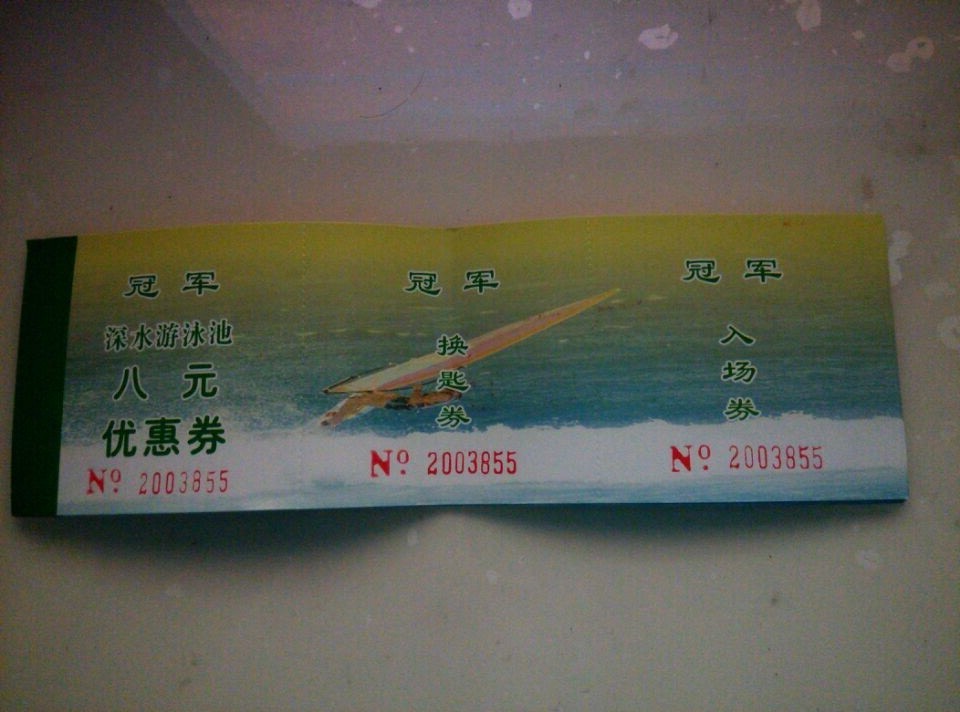 冠军
深水游泳池
八元
优惠券
Nº 2003855
冠军
换
匙
券
Nº 2003855
冠军
入
场
券
Nº 2003855